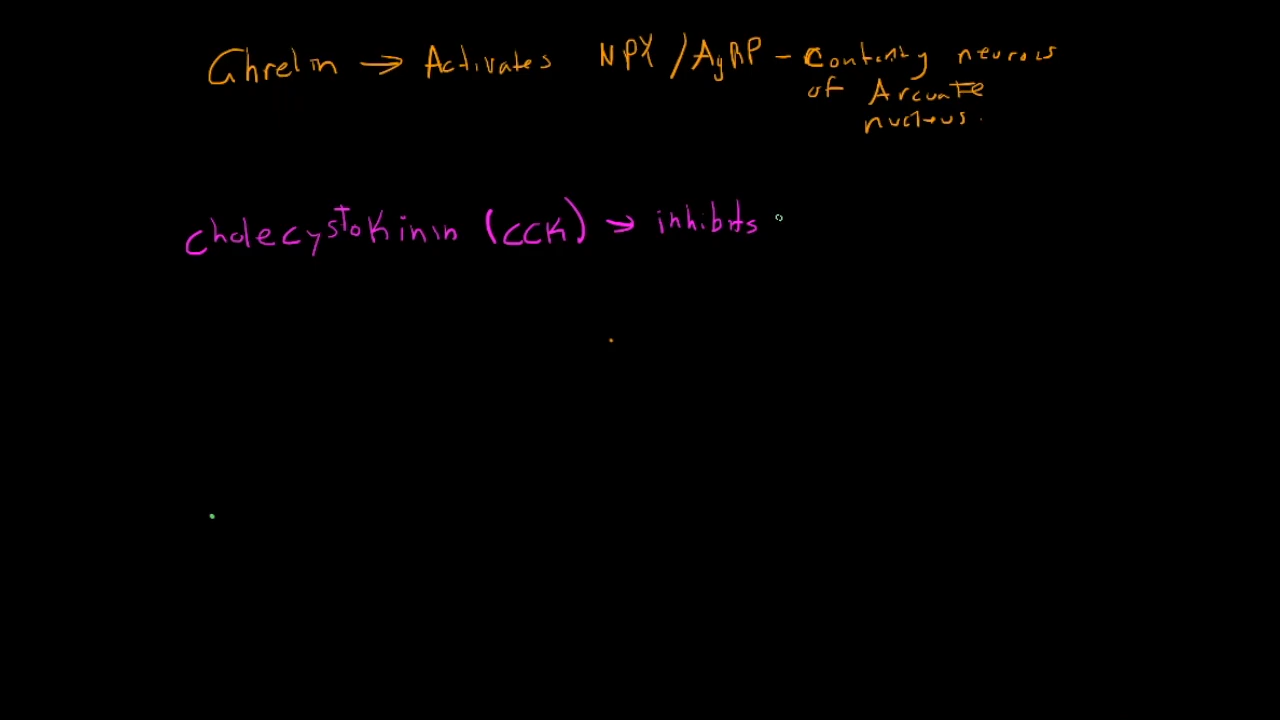 Ghrelin → Activates NPY/AgRP - Containing neurons
of Arcuate
nucleus.
cholecystokinin (CCK) → inhibits